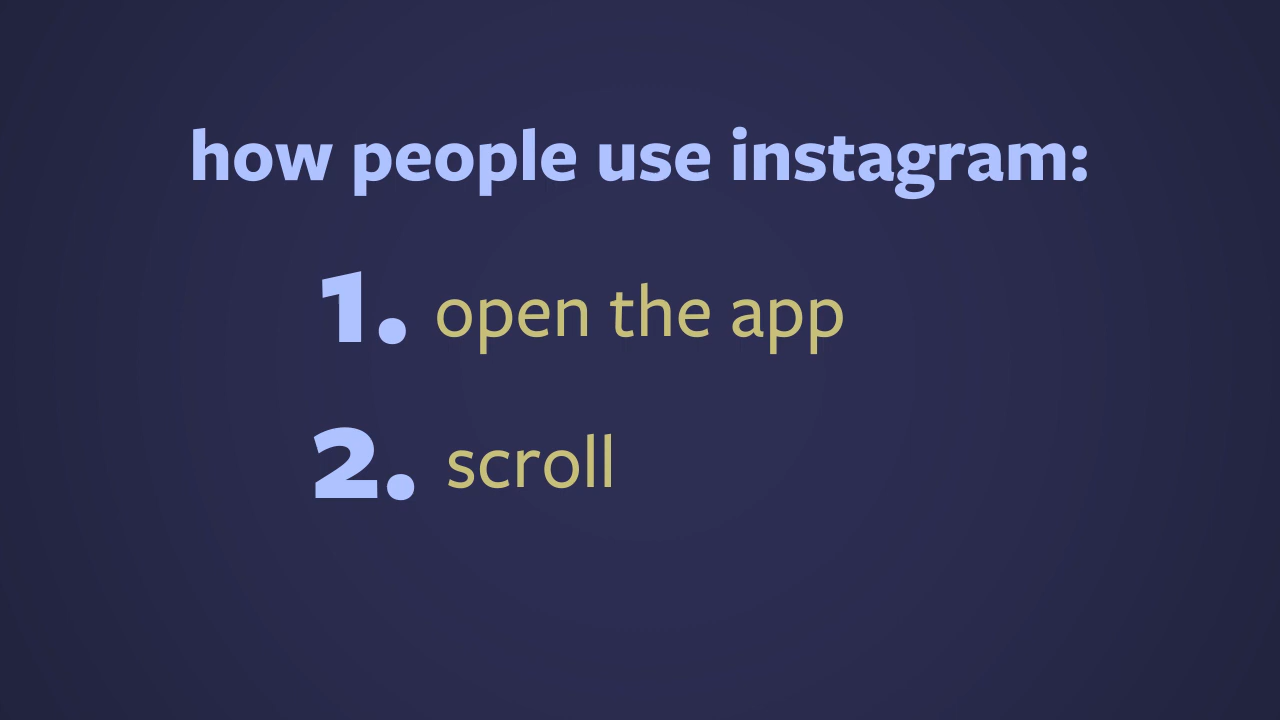 how people use instagram:
1. open the app
2. scroll